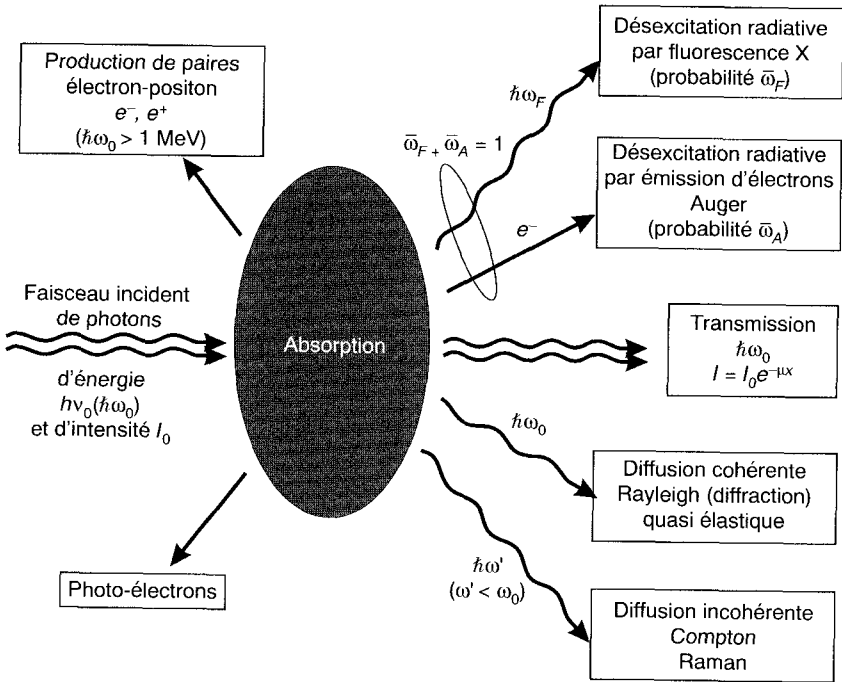 Production de paires
électron-positon
e⁻, e⁺
(ℏω₀ > 1 MeV)
Faisceau incident
de photons
d'énergie
hν₀(ℏω₀)
et d'intensité I₀
Photo-électrons
Absorption
ω̄_F + ω̄_A = 1
ℏω_F
e⁻
ℏω₀
ℏω'
(ω' < ω₀)
Désexcitation radiative
par fluorescence X
(probabilité ω̄_F)
Désexcitation radiative
par émission d'électrons
Auger
(probabilité ω̄_A)
Transmission
ℏω₀
I = I₀e^−μx
Diffusion cohérente
Rayleigh (diffraction)
quasi élastique
Diffusion incohérente
Compton
Raman